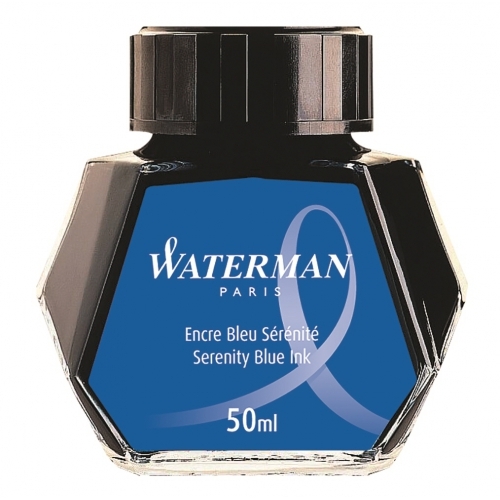 WATERMAN
PARIS
Encre Bleu Sérénité
Serenity Blue Ink
50ml